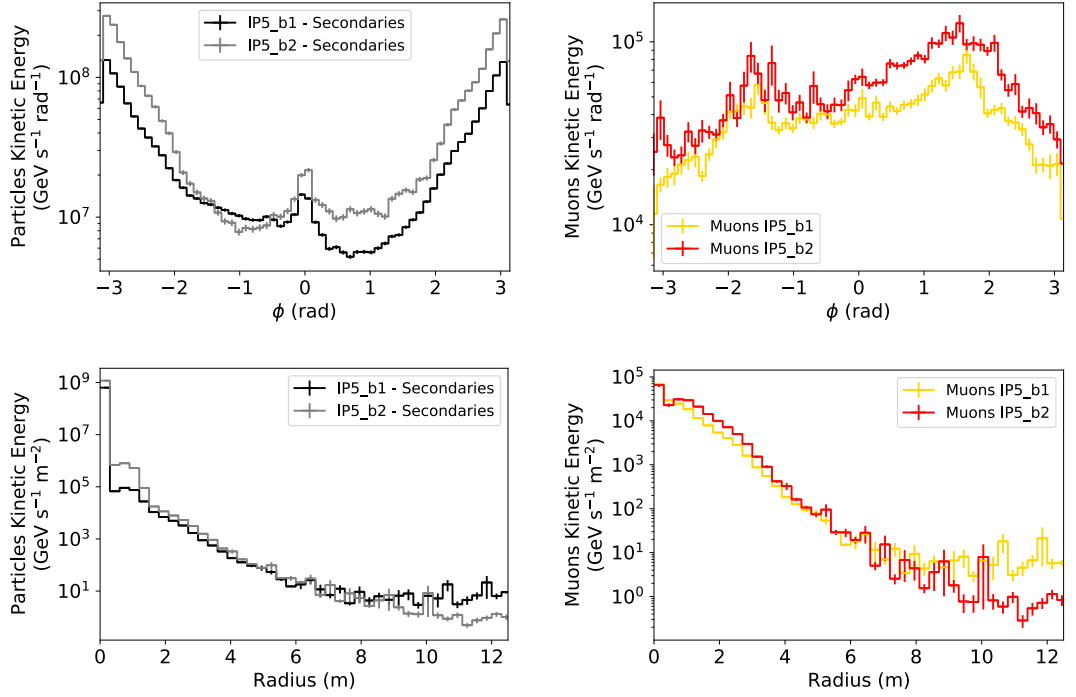 Particles Kinetic Energy
(GeV s⁻¹ rad⁻¹)
10⁸
10⁷
IP5_b1 - Secondaries
IP5_b2 - Secondaries
−3 −2 −1 0 1 2 3
ϕ (rad)
Muons Kinetic Energy
(GeV s⁻¹ rad⁻¹)
10⁵
10⁴
Muons IP5_b1
Muons IP5_b2
−3 −2 −1 0 1 2 3
ϕ (rad)
Particles Kinetic Energy
(GeV s⁻¹ m⁻²)
10⁹
10⁷
10⁵
10³
10¹
IP5_b1 - Secondaries
IP5_b2 - Secondaries
0 2 4 6 8 10 12
Radius (m)
Muons Kinetic Energy
(GeV s⁻¹ m⁻²)
10⁵
10⁴
10³
10²
10¹
10⁰
Muons IP5_b1
Muons IP5_b2
0 2 4 6 8 10 12
Radius (m)